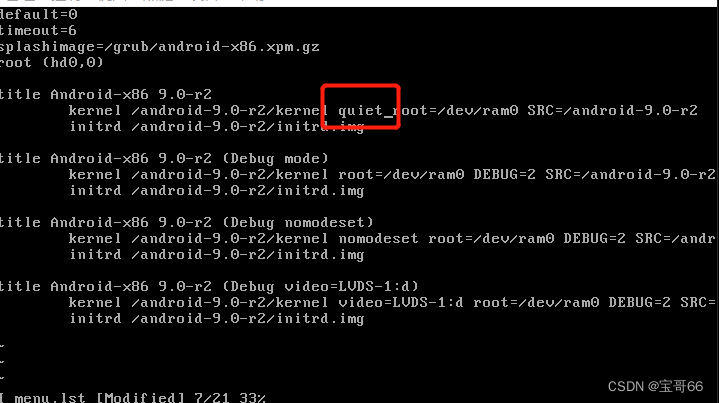 default=0
timeout=6
splashimage=/grub/android-x86.xpm.gz
root (hd0,0)
title Android-x86 9.0-r2
kernel /android-9.0-r2/kernel quiet_root=/dev/ram0 SRC=/android-9.0-r2
initrd /android-9.0-r2/initrd.img
title Android-x86 9.0-r2 (Debug mode)
kernel /android-9.0-r2/kernel root=/dev/ram0 DEBUG=2 SRC=/android-9.0-r2
initrd /android-9.0-r2/initrd.img
title Android-x86 9.0-r2 (Debug nomodeset)
kernel /android-9.0-r2/kernel nomodeset root=/dev/ram0 DEBUG=2 SRC=/andr
initrd /android-9.0-r2/initrd.img
title Android-x86 9.0-r2 (Debug video=LVDS-1:d)
kernel /android-9.0-r2/kernel video=LVDS-1:d root=/dev/ram0 DEBUG=2 SRC=
initrd /android-9.0-r2/initrd.img
~
~
~
[ menu.lst [Modified] 7/21 33%
CSDN @宝哥66